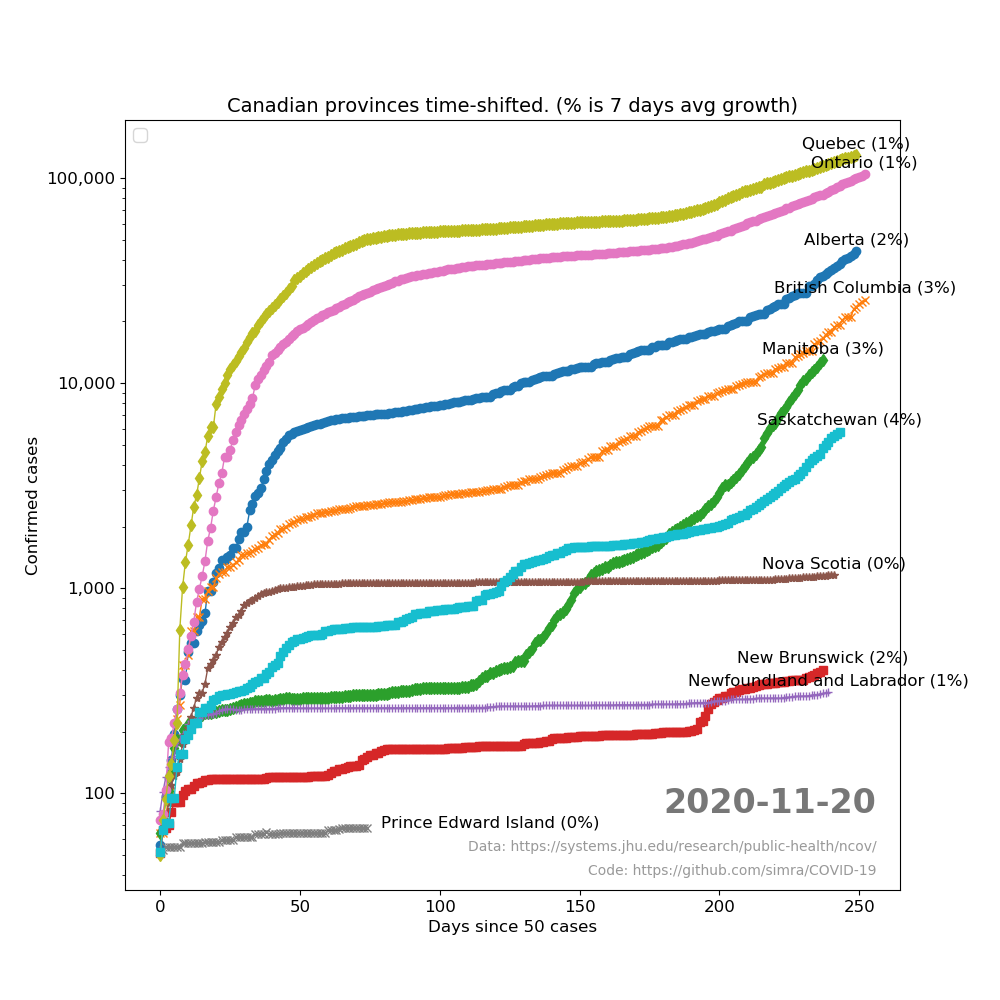 Canadian provinces time-shifted. (% is 7 days avg growth)
Quebec (1%)
Ontario (1%)
Alberta (2%)
British Columbia (3%)
Manitoba (3%)
Saskatchewan (4%)
Nova Scotia (0%)
New Brunswick (2%)
Newfoundland and Labrador (1%)
Prince Edward Island (0%)
2020-11-20
Data: https://systems.jhu.edu/research/public-health/ncov/
Code: https://github.com/simra/COVID-19
Confirmed cases
100,000
10,000
1,000
100
0 50 100 150 200 250
Days since 50 cases